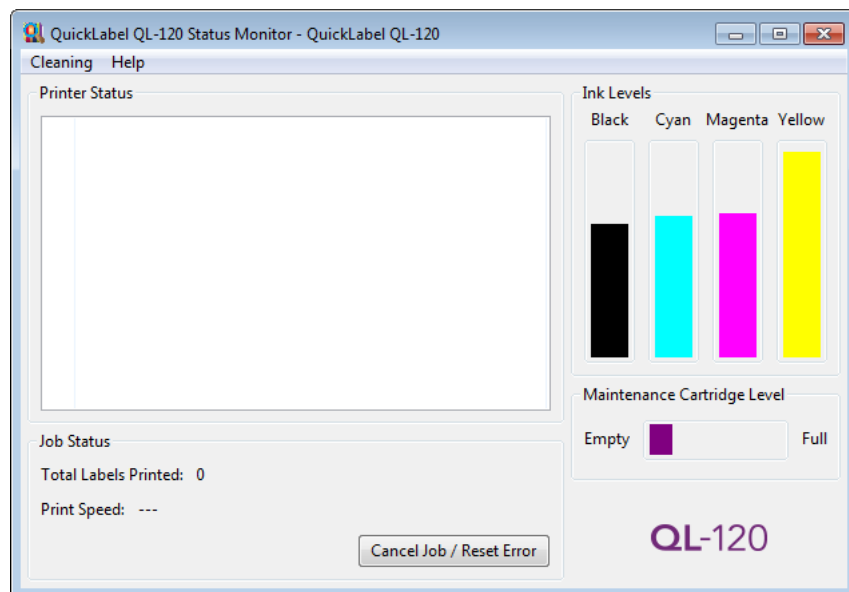 QuickLabel QL-120 Status Monitor - QuickLabel QL-120
Cleaning Help
Printer Status
Ink Levels
Black Cyan Magenta Yellow
Maintenance Cartridge Level
Empty Full
Job Status
Total Labels Printed: 0
Print Speed: ---
Cancel Job / Reset Error
QL-120